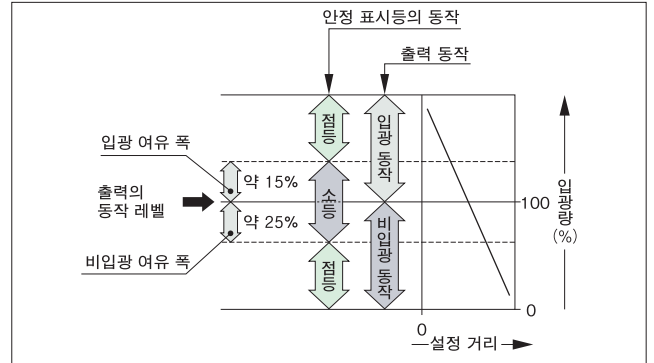 안정 표시등의 동작
출력 동작
입광 여유 폭
약 15%
출력의
동작 레벨
약 25%
비입광 여유 폭
점등
소등
점등
입광 동작
비입광 동작
100
0
입광량
(%)
0
설정 거리